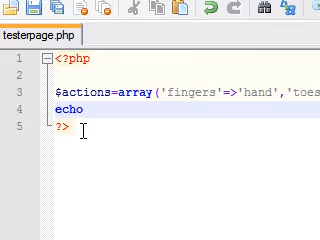 testerpage.php
1 <?php
2
3 $actions=array('fingers'=>'hand','toes
4 echo
5 ?>